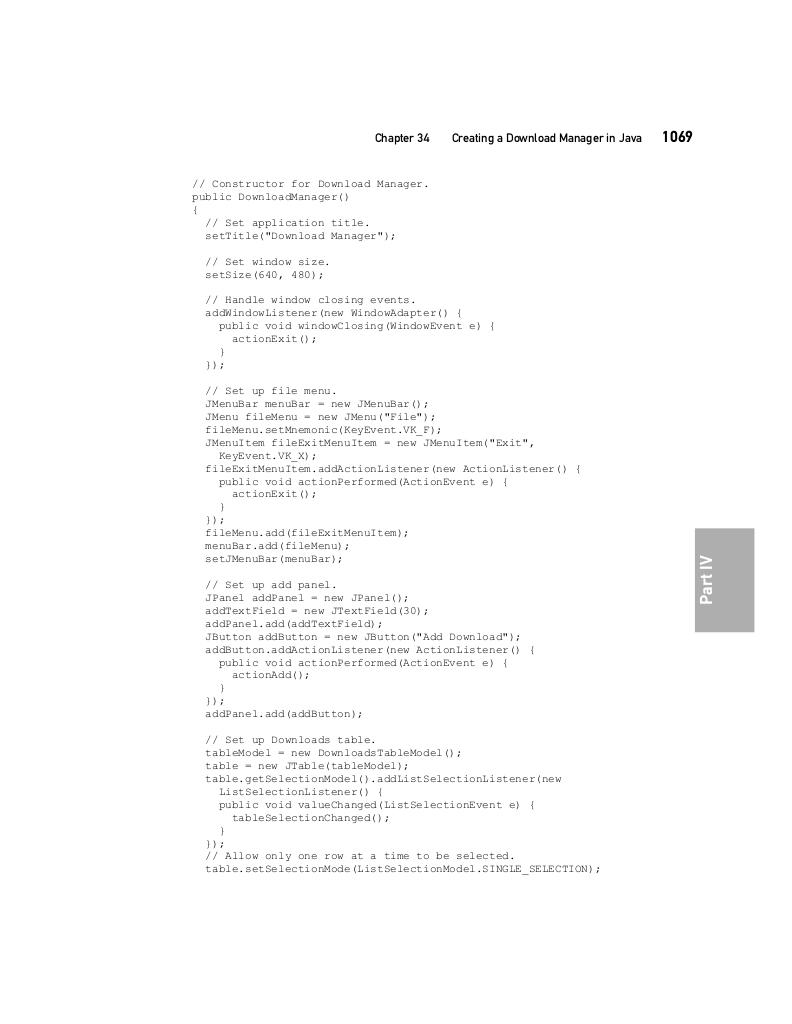 Chapter 34 Creating a Download Manager in Java 1069
// Constructor for Download Manager.
public DownloadManager()
{
// Set application title.
setTitle("Download Manager");
// Set window size.
setSize(640, 480);
// Handle window closing events.
addWindowListener(new WindowAdapter() {
public void windowClosing(WindowEvent e) {
actionExit();
}
});
// Set up file menu.
JMenuBar menuBar = new JMenuBar();
JMenu fileMenu = new JMenu("File");
fileMenu.setMnemonic(KeyEvent.VK_F);
JMenuItem fileExitMenuItem = new JMenuItem("Exit",
KeyEvent.VK_X);
fileExitMenuItem.addActionListener(new ActionListener() {
public void actionPerformed(ActionEvent e) {
actionExit();
}
});
fileMenu.add(fileExitMenuItem);
menuBar.add(fileMenu);
setJMenuBar(menuBar);
// Set up add panel.
JPanel addPanel = new JPanel();
addTextField = new JTextField(30);
addPanel.add(addTextField);
JButton addButton = new JButton("Add Download");
addButton.addActionListener(new ActionListener() {
public void actionPerformed(ActionEvent e) {
actionAdd();
}
});
addPanel.add(addButton);
// Set up Downloads table.
tableModel = new DownloadsTableModel();
table = new JTable(tableModel);
table.getSelectionModel().addListSelectionListener(new
ListSelectionListener() {
public void valueChanged(ListSelectionEvent e) {
tableSelectionChanged();
}
});
// Allow only one row at a time to be selected.
table.setSelectionMode(ListSelectionModel.SINGLE_SELECTION);
Part IV